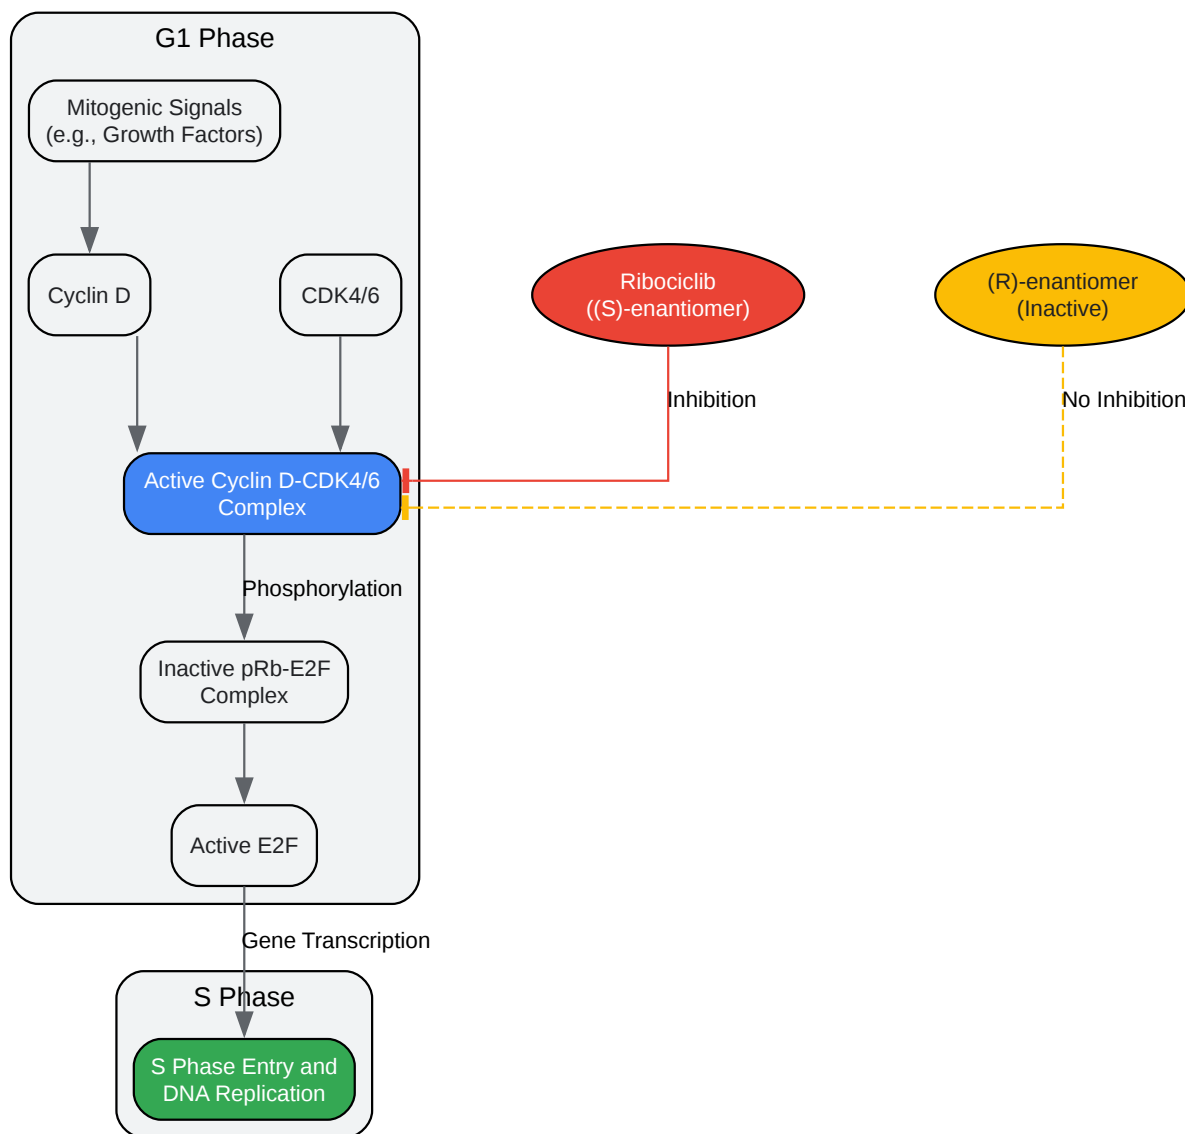 G1 Phase
Mitogenic Signals
(e.g., Growth Factors)
Cyclin D
CDK4/6
Ribociclib
((S)-enantiomer)
(R)-enantiomer
(Inactive)
Inhibition
No Inhibition
Active Cyclin D-CDK4/6
Complex
Phosphorylation
Inactive pRb-E2F
Complex
Active E2F
Gene Transcription
S Phase
S Phase Entry and
DNA Replication